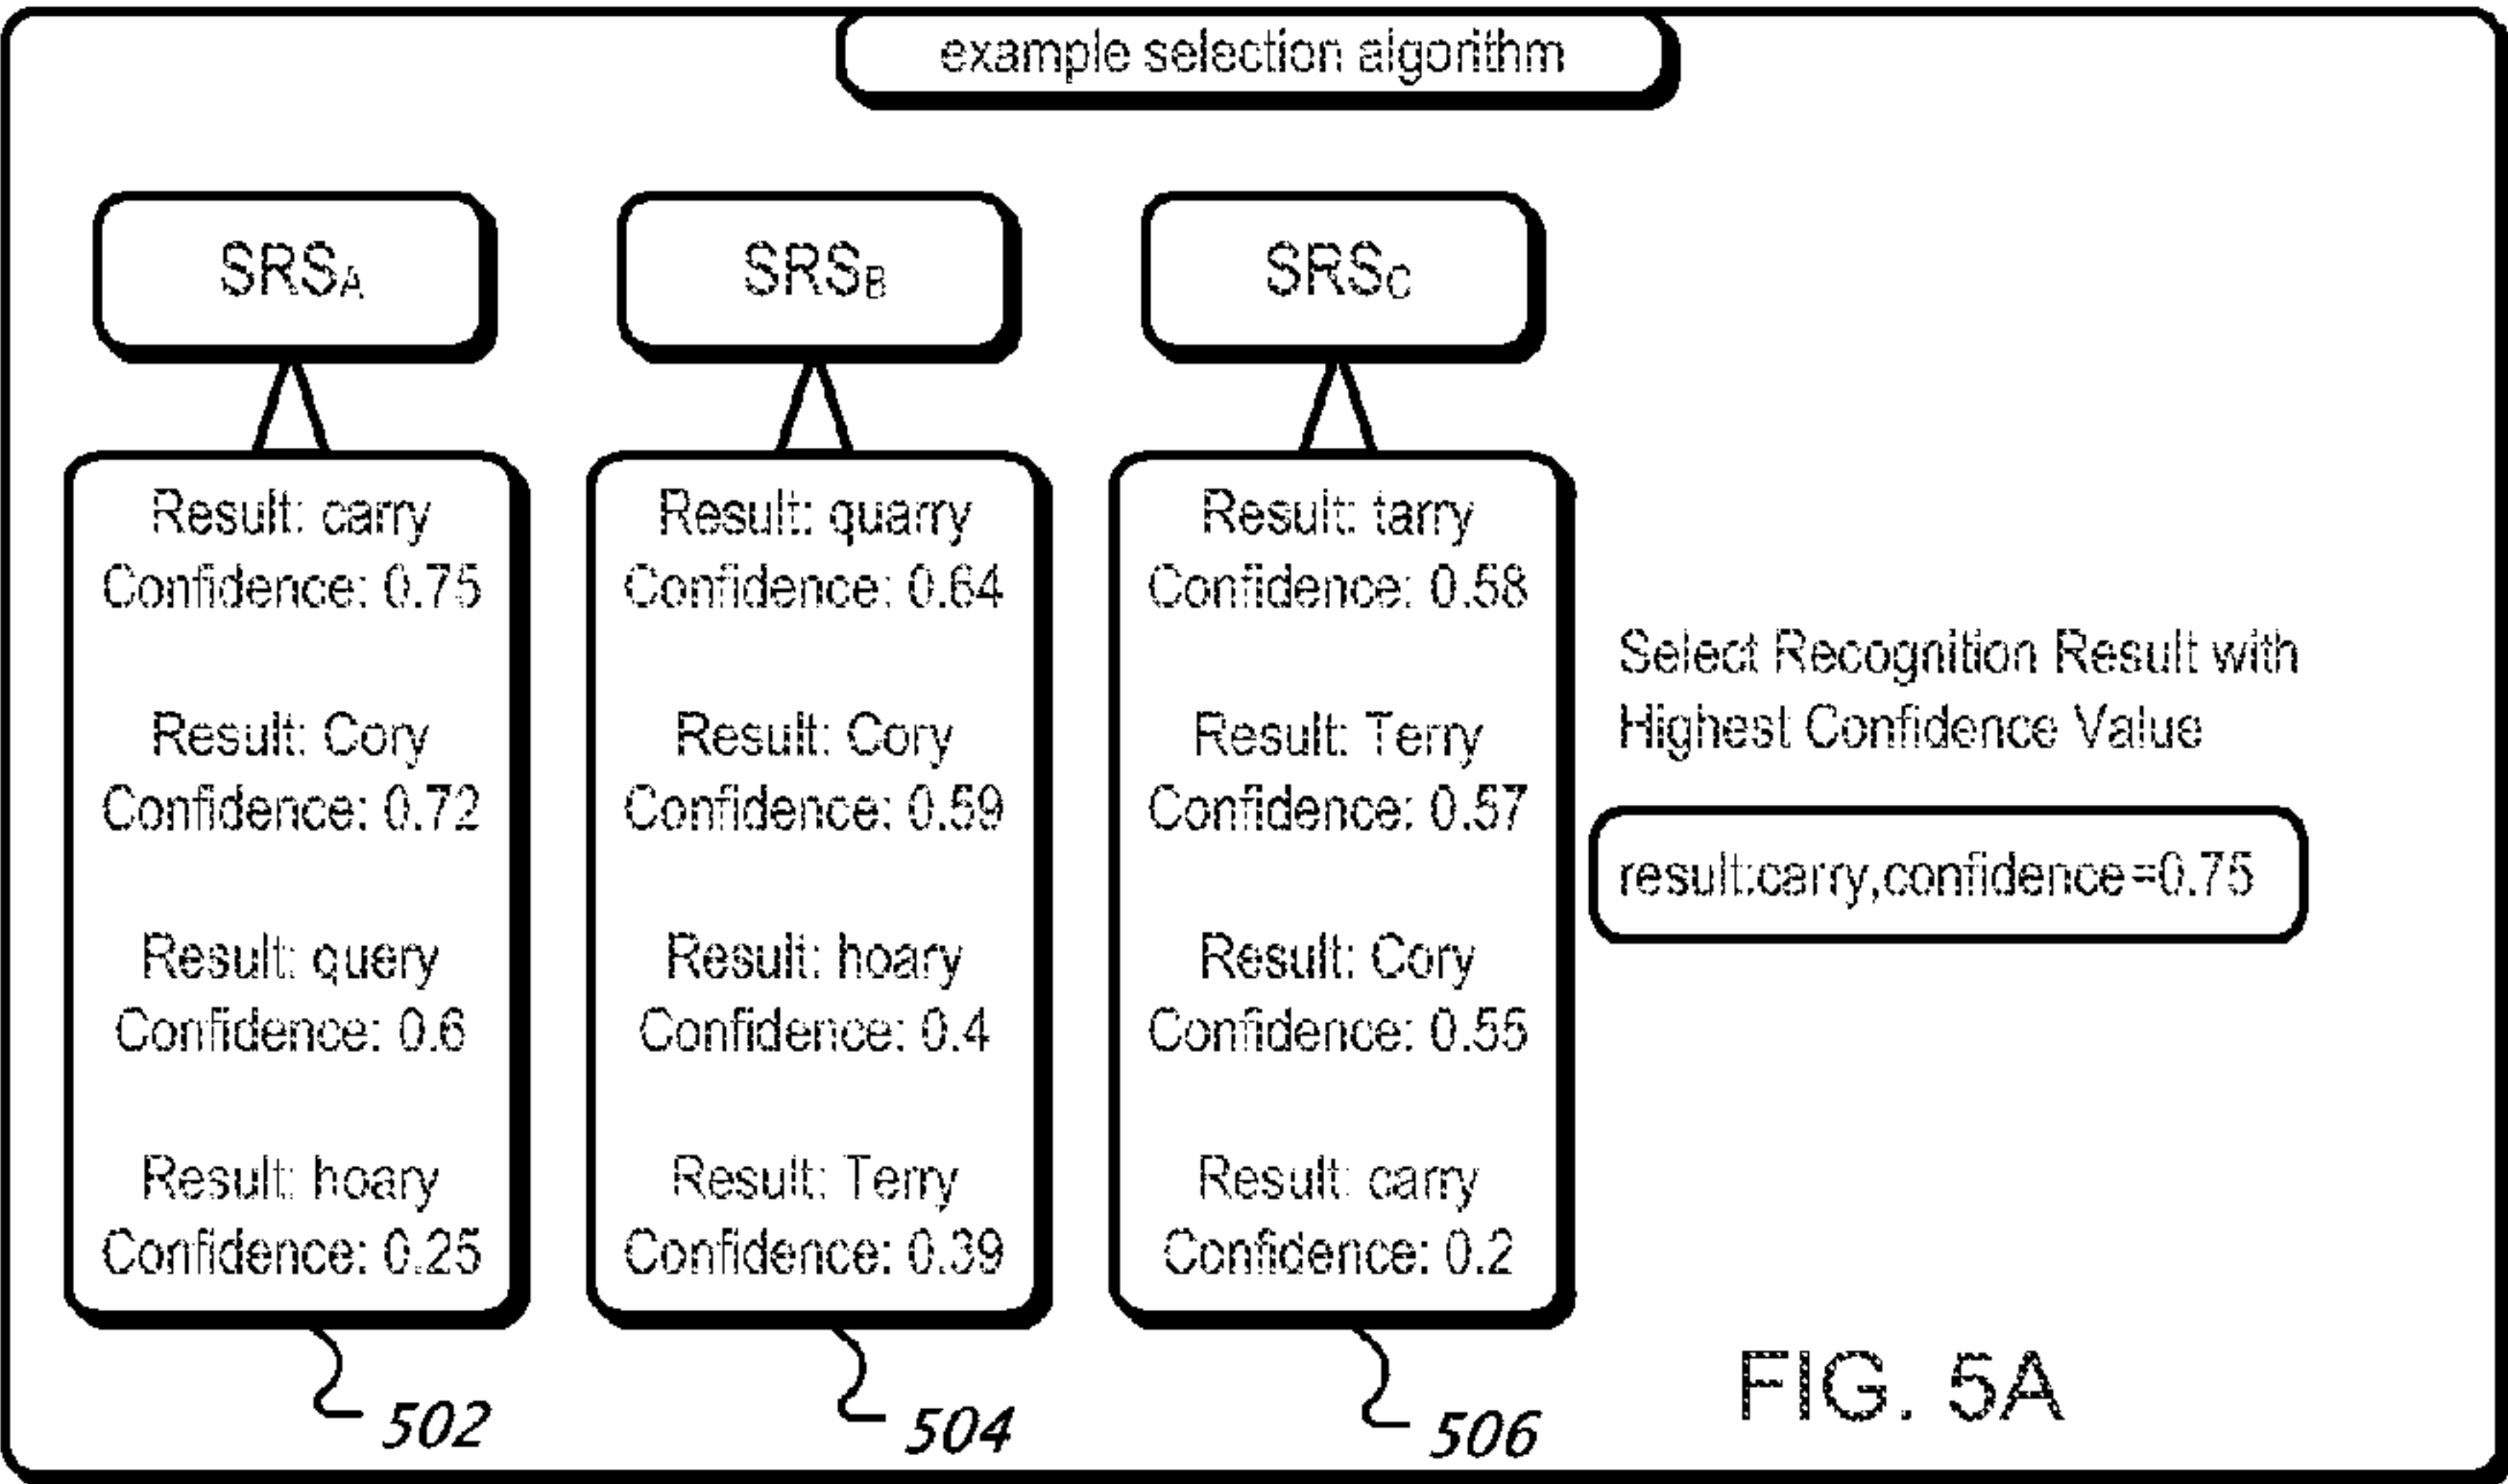 example selection algorithm
SRSA
Result: carry
Confidence: 0.75
Result: Cory
Confidence: 0.72
Result: query
Confidence: 0.6
Result: hoary
Confidence: 0.25
502
SRSB
Result: quarry
Confidence: 0.64
Result: Cory
Confidence: 0.59
Result: hoary
Confidence: 0.4
Result: Terry
Confidence: 0.39
504
SRSC
Result: tarry
Confidence: 0.58
Result: Terry
Confidence: 0.57
Result: Cory
Confidence: 0.55
Result: carry
Confidence: 0.2
506
Select Recognition Result with
Highest Confidence Value
result:carry,confidence=0.75
FIG. 5A